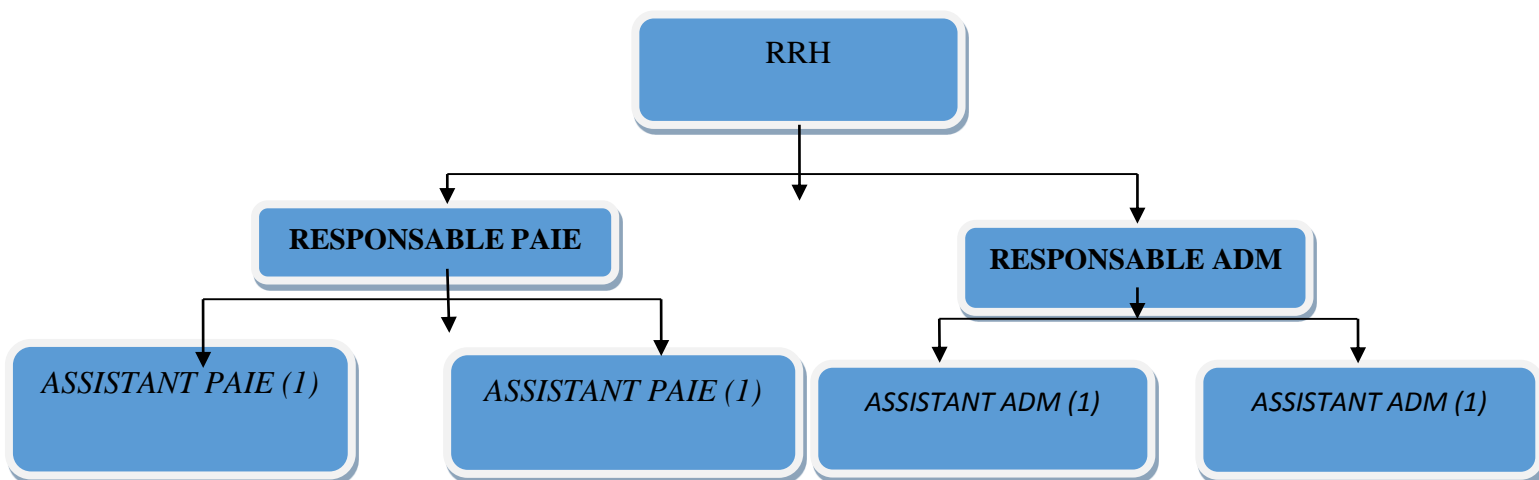 RRH
RESPONSABLE PAIE
RESPONSABLE ADM
ASSISTANT PAIE (1)
ASSISTANT PAIE (1)
ASSISTANT ADM (1)
ASSISTANT ADM (1)